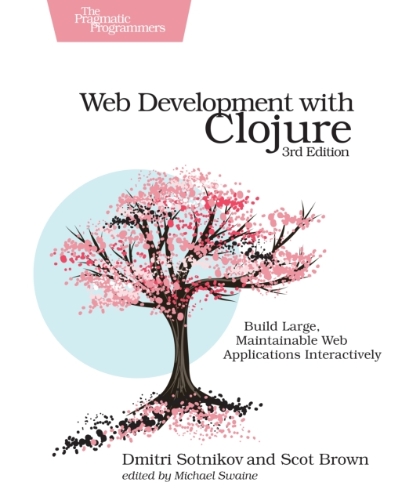 The
Pragmatic
Programmers
Web Development with
Clojure
3rd Edition
Build Large,
Maintainable Web
Applications Interactively
Dmitri Sotnikov and Scot Brown
edited by Michael Swaine